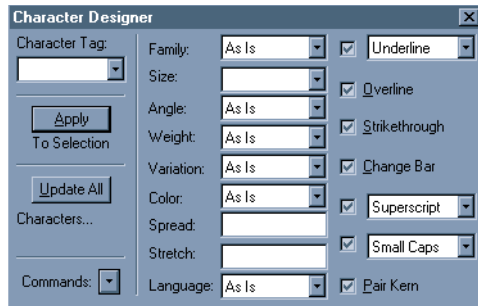 Character Designer
Character Tag:
Apply
To Selection
Update All
Characters...
Commands:
Family: As Is
Size:
Angle: As Is
Weight: As Is
Variation: As Is
Color: As Is
Spread:
Stretch:
Language: As Is
Underline
Overline
Strikethrough
Change Bar
Superscript
Small Caps
Pair Kern